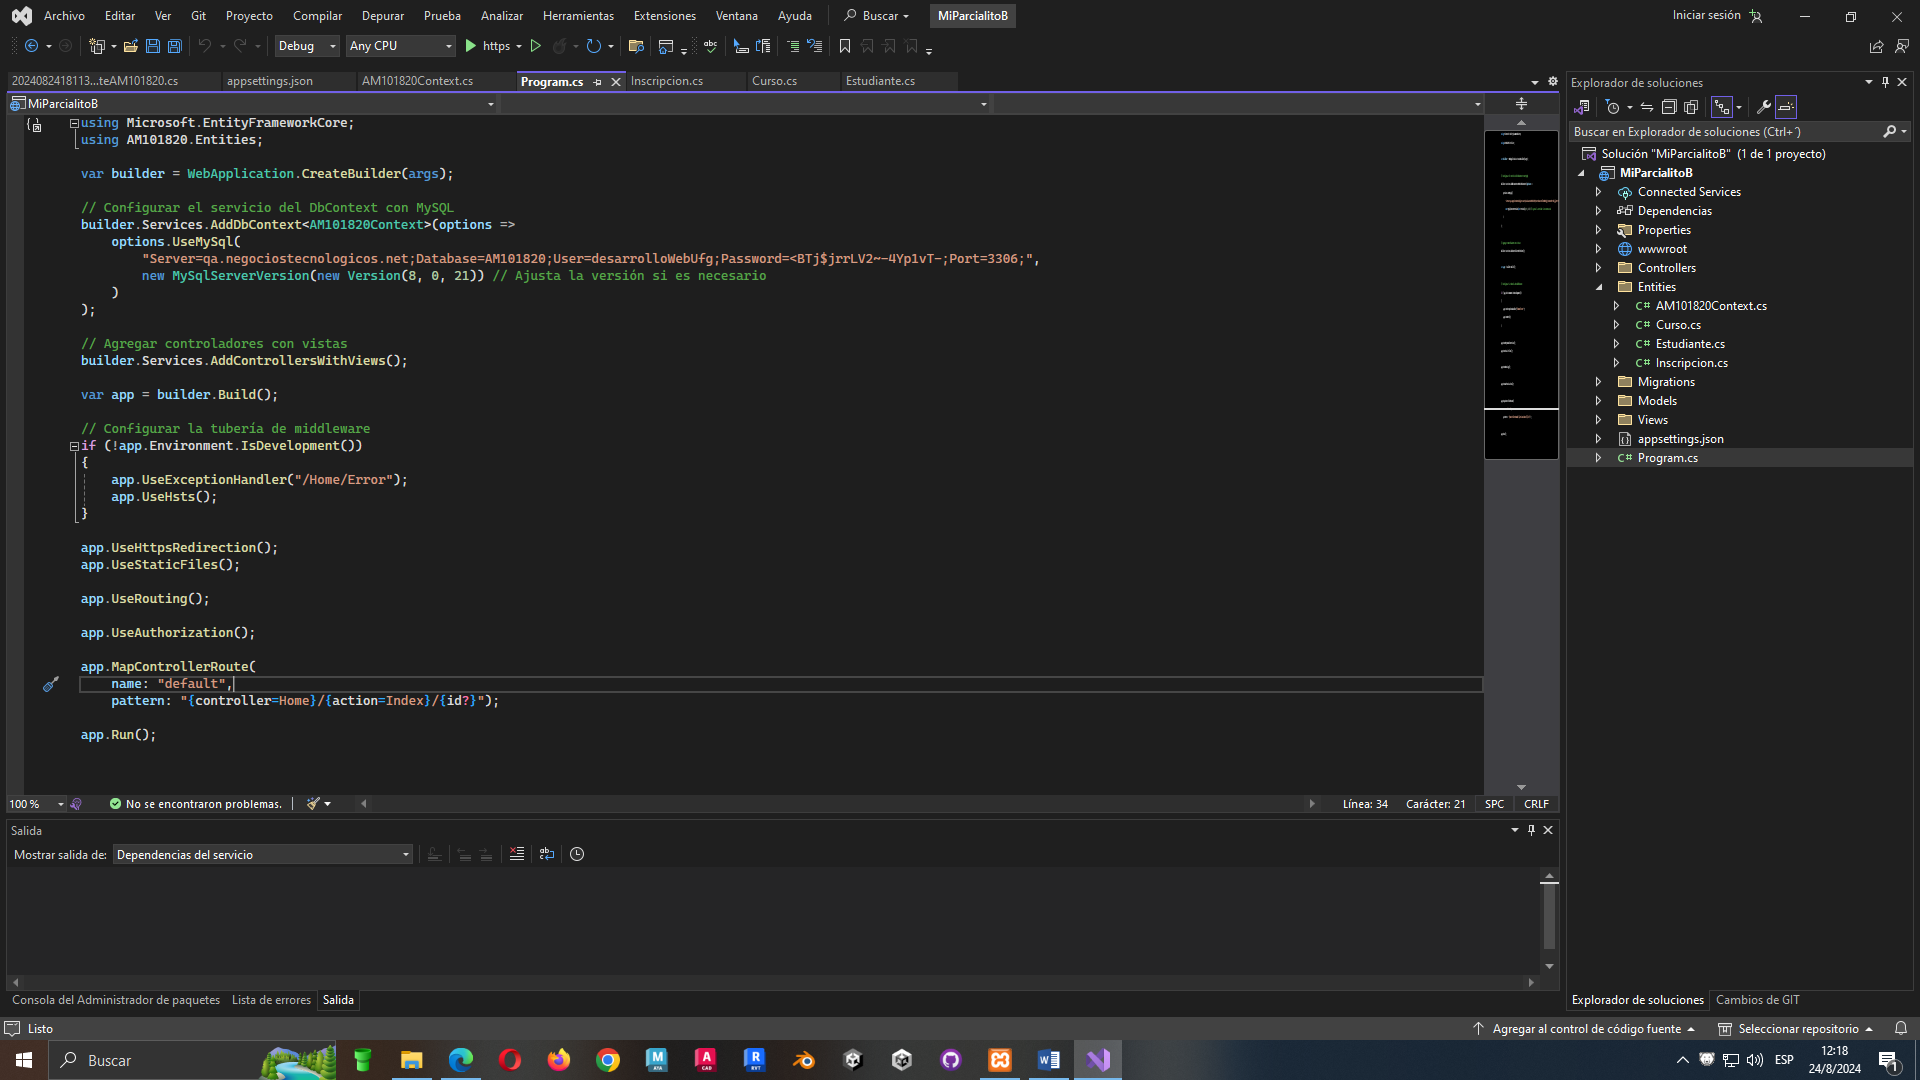 Archivo Editar Ver Git Proyecto Compilar Depurar Prueba Analizar Herramientas Extensiones Ventana Ayuda Buscar MiParcialitoB Iniciar sesión
Debug Any CPU https
2024082418113...teAM101820.cs appsettings.json AM101820Context.cs Program.cs Inscripcion.cs Curso.cs Estudiante.cs
MiParcialitoB
using Microsoft.EntityFrameworkCore;
using AM101820.Entities;
var builder = WebApplication.CreateBuilder(args);
// Configurar el servicio del DbContext con MySQL
builder.Services.AddDbContext<AM101820Context>(options =>
options.UseMySql(
"Server=qa.negociostecnologicos.net;Database=AM101820;User=desarrolloWebUfg;Password=<BTj$jrrLV2~-4Yp1vT-;Port=3306;",
new MySqlServerVersion(new Version(8, 0, 21)) // Ajusta la versión si es necesario
)
);
// Agregar controladores con vistas
builder.Services.AddControllersWithViews();
var app = builder.Build();
// Configurar la tubería de middleware
if (!app.Environment.IsDevelopment())
{
app.UseExceptionHandler("/Home/Error");
app.UseHsts();
}
app.UseHttpsRedirection();
app.UseStaticFiles();
app.UseRouting();
app.UseAuthorization();
app.MapControllerRoute(
name: "default",
pattern: "{controller=Home}/{action=Index}/{id?}");
app.Run();
100 % No se encontraron problemas. Línea: 34 Carácter: 21 SPC CRLF
Salida
Mostrar salida de: Dependencias del servicio
Consola del Administrador de paquetes Lista de errores Salida
Explorador de soluciones
Buscar en Explorador de soluciones (Ctrl+´)
Solución "MiParcialitoB" (1 de 1 proyecto)
MiParcialitoB
Connected Services
Dependencias
Properties
wwwroot
Controllers
Entities
C# AM101820Context.cs
C# Curso.cs
C# Estudiante.cs
C# Inscripcion.cs
Migrations
Models
Views
appsettings.json
C# Program.cs
Explorador de soluciones Cambios de GIT
Listo Agregar al control de código fuente Seleccionar repositorio
Buscar ESP 12:18
24/8/2024